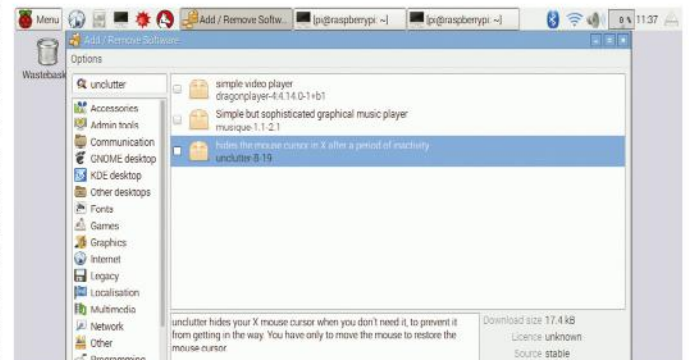 Menu
Add / Remove Softw...
[pi@raspberrypi: ~]
[pi@raspberrypi: ~]
0 %
11:37
Add / Remove Software
Options
Wastebask
unclutter
Accessories
Admin tools
Communication
GNOME desktop
KDE desktop
Other desktops
Fonts
Games
Graphics
Internet
Legacy
Localisation
Multimedia
Network
Other
Programming
simple video player
dragonplayer-4:4.14.0-1+b1
Simple but sophisticated graphical music player
musique-1.1-2.1
hides the mouse cursor in X after a period of inactivity
unclutter-8-19
unclutter hides your X mouse cursor when you don't need it, to prevent it
from getting in the way. You have only to move the mouse to restore the
mouse cursor.
Download size 17.4 kB
Licence unknown
Source stable